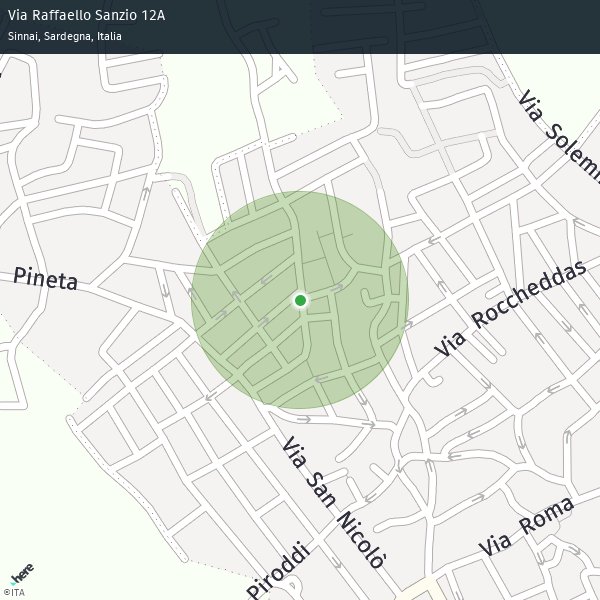 Via Raffaello Sanzio 12A
Sinnai, Sardegna, Italia
Via Solemn
Pineta
Via Roccheddas
Via San Nicolò
Via Roma
Piroddi
here
©ITA